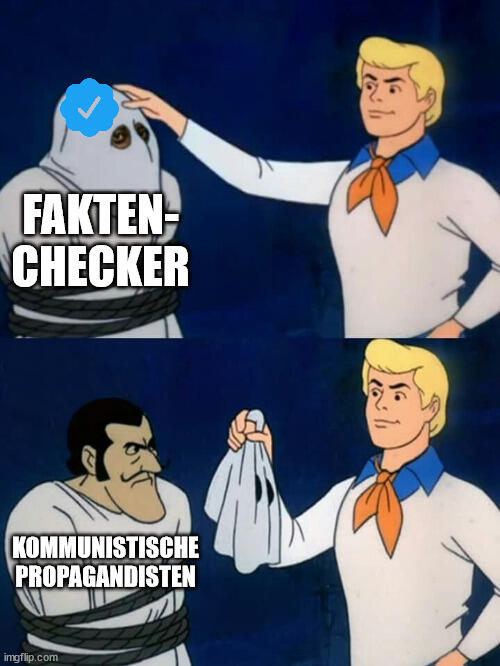 FAKTEN-
CHECKER
KOMMUNISTISCHE
PROPAGANDISTEN
imgflip.com